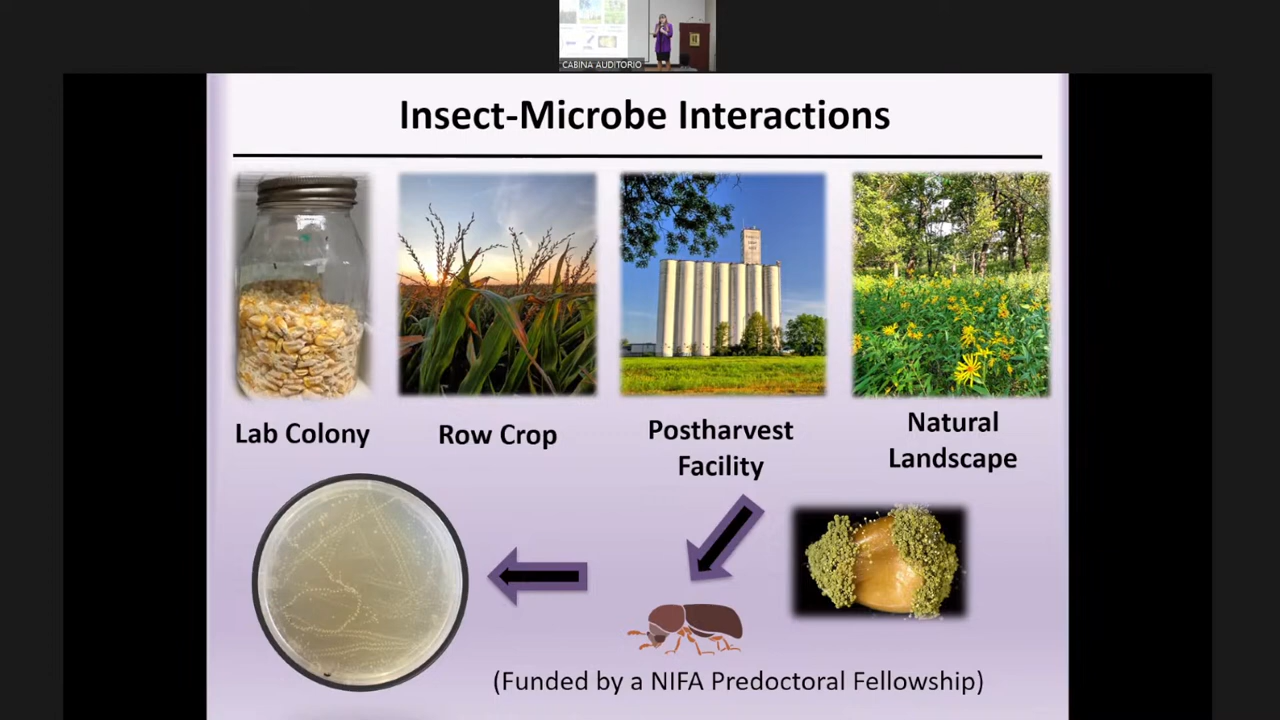 CABINA AUDITORIO
Insect-Microbe Interactions
Lab Colony
Row Crop
Postharvest
Facility
Natural
Landscape
(Funded by a NIFA Predoctoral Fellowship)